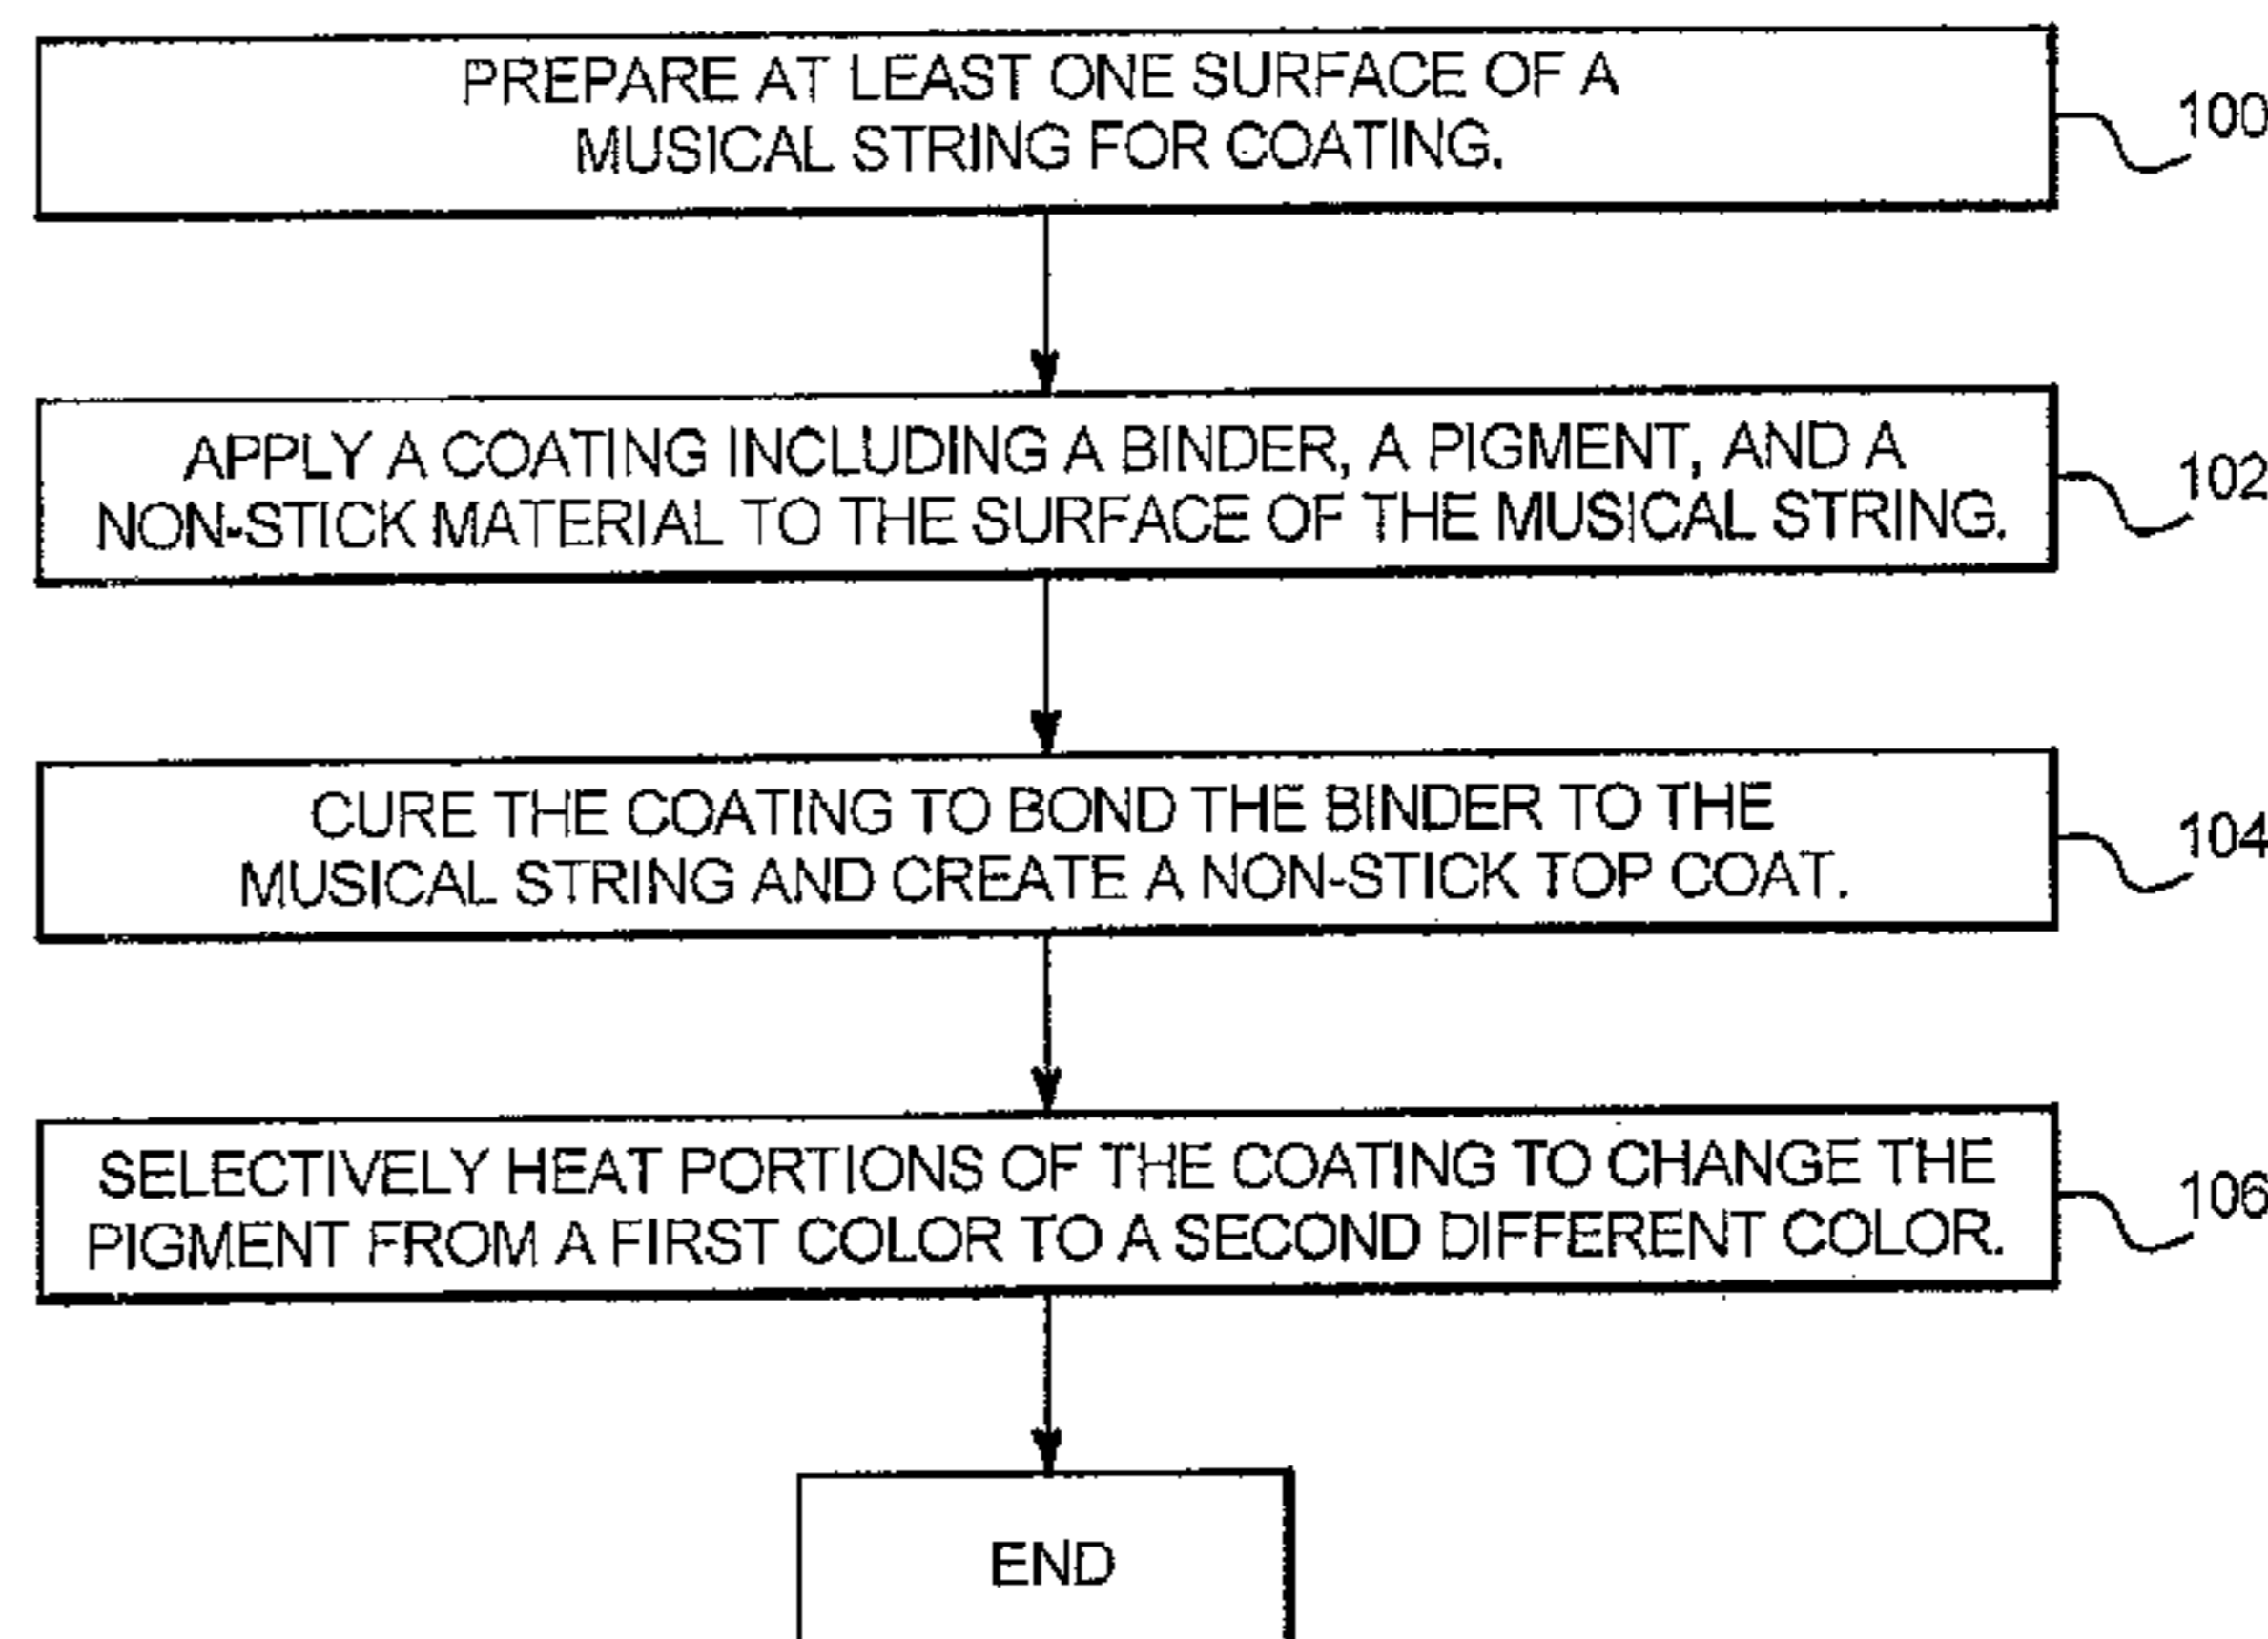 PREPARE AT LEAST ONE SURFACE OF A
MUSICAL STRING FOR COATING.
100
APPLY A COATING INCLUDING A BINDER, A PIGMENT, AND A
NON-STICK MATERIAL TO THE SURFACE OF THE MUSICAL STRING.
102
CURE THE COATING TO BOND THE BINDER TO THE
MUSICAL STRING AND CREATE A NON-STICK TOP COAT.
104
SELECTIVELY HEAT PORTIONS OF THE COATING TO CHANGE THE
PIGMENT FROM A FIRST COLOR TO A SECOND DIFFERENT COLOR.
106
END